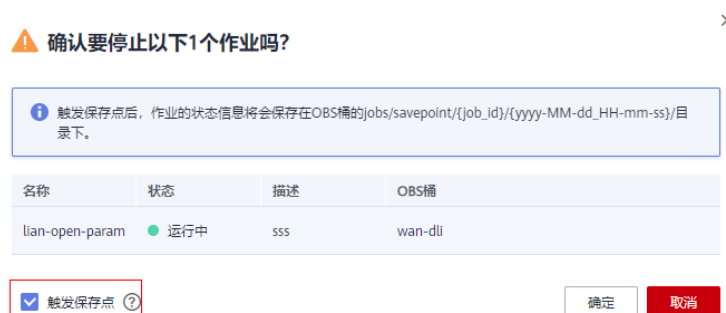 确认要停止以下1个作业吗?
触发保存点后，作业的状态信息将会保存在OBS桶的jobs/savepoint/{job_id}/{yyyy-MM-dd_HH-mm-ss}/目
录下。
名称 状态 描述 OBS桶
lian-open-param 运行中 sss wan-dli
触发保存点 ? 确定 取消